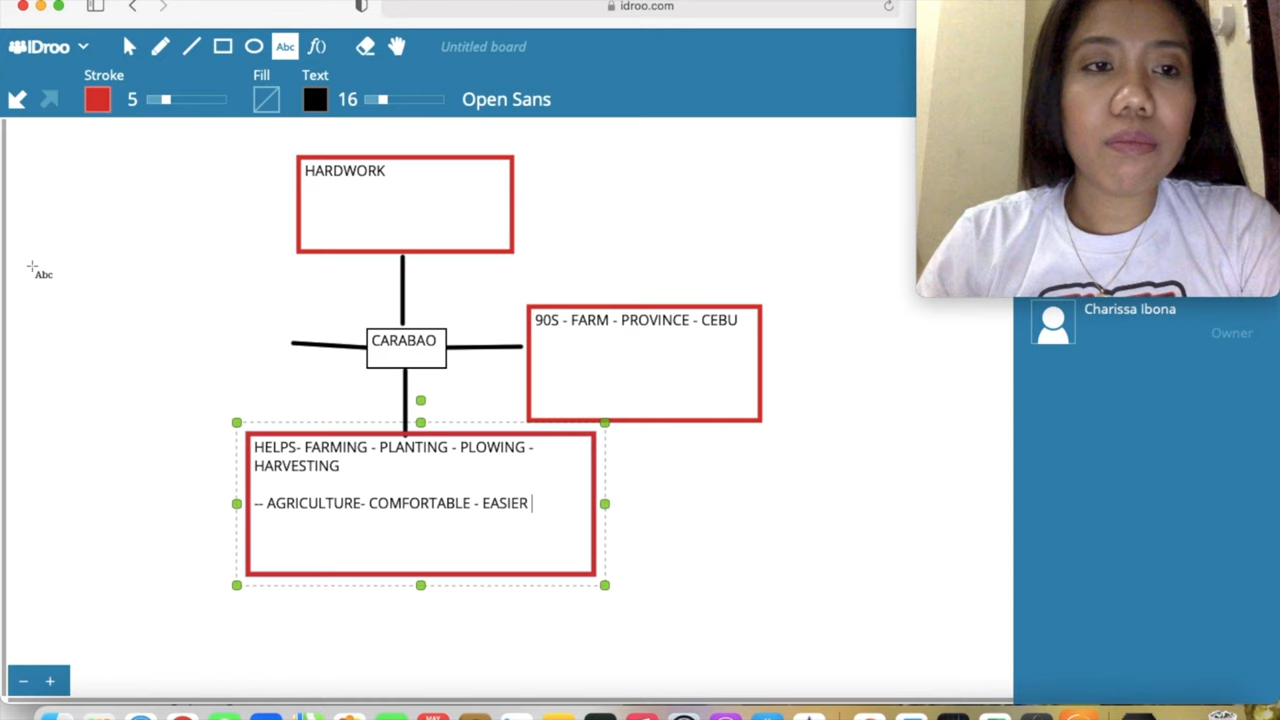 idroo.com
IDroo
Abc
f()
Untitled board
Stroke
Fill
Text
5
16
Open Sans
HARDWORK
Abc
90S - FARM - PROVINCE - CEBU
CARABAO
Charissa Ibona
Owner
HELPS- FARMING - PLANTING - PLOWING -
HARVESTING
-- AGRICULTURE- COMFORTABLE - EASIER
MAY